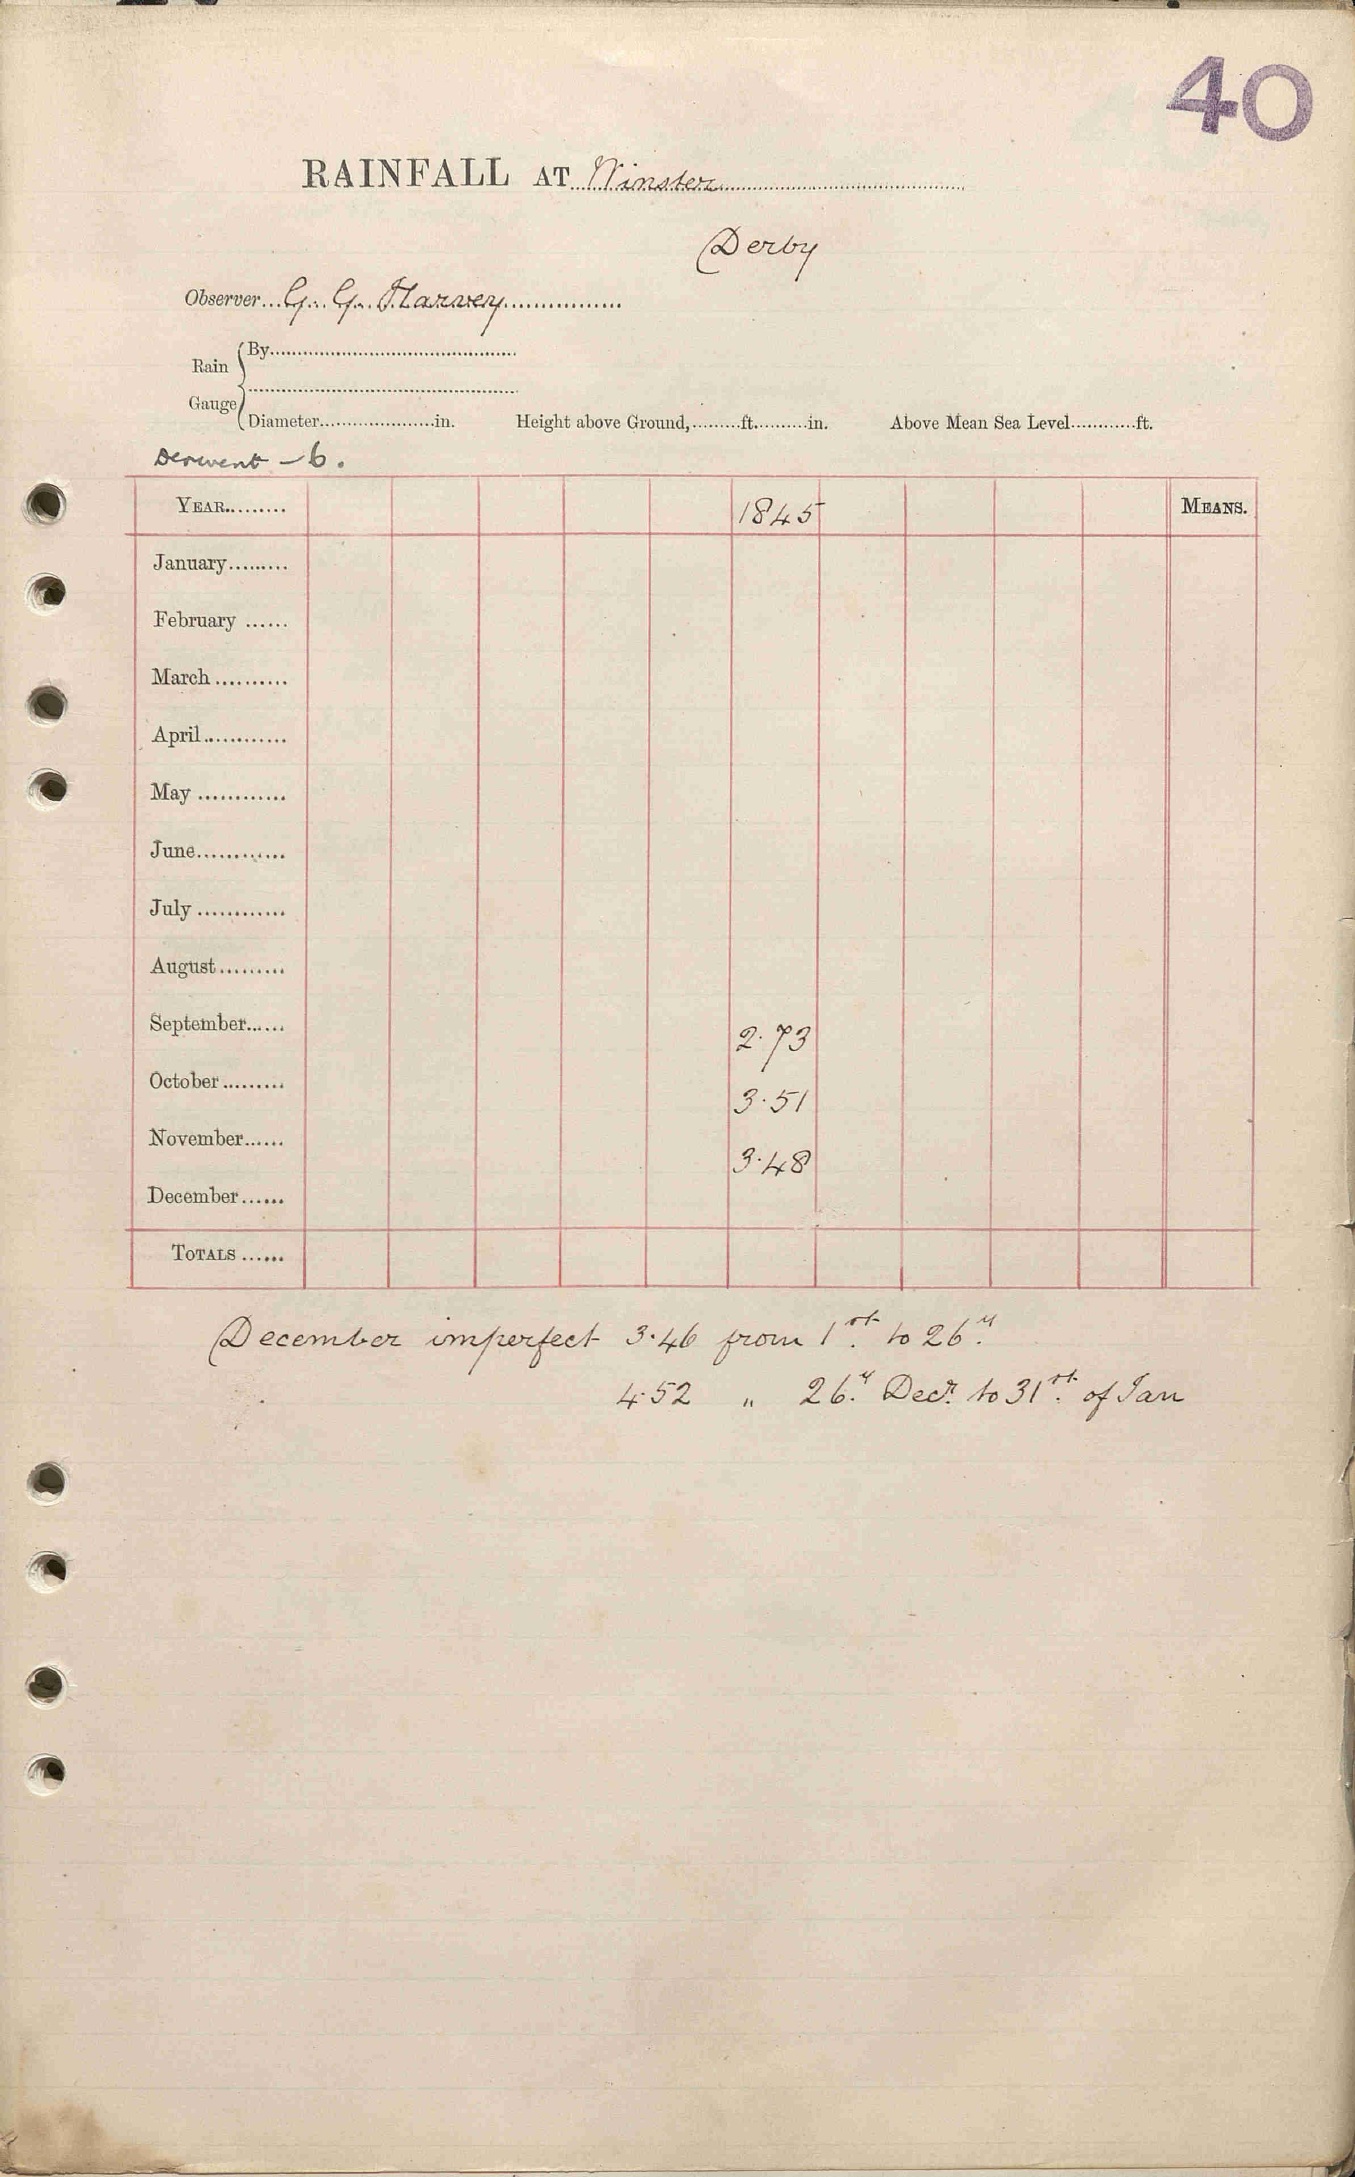 40
RAINFALL AT Winster
Derby
Observer G. G. Harvey
Rain Gauge
By
Diameter in. Height above Ground, ft. in. Above Mean Sea Level ft.
Derwent - 6.
YEAR 1845 MEANS.
January
February
March
April
May
June
July
August
September 2.73
October 3.51
November 3.48
December
TOTALS
December imperfect 3.46 from 1st. to 26.
4.52 „ 26. Decr. to 31st. of Jan